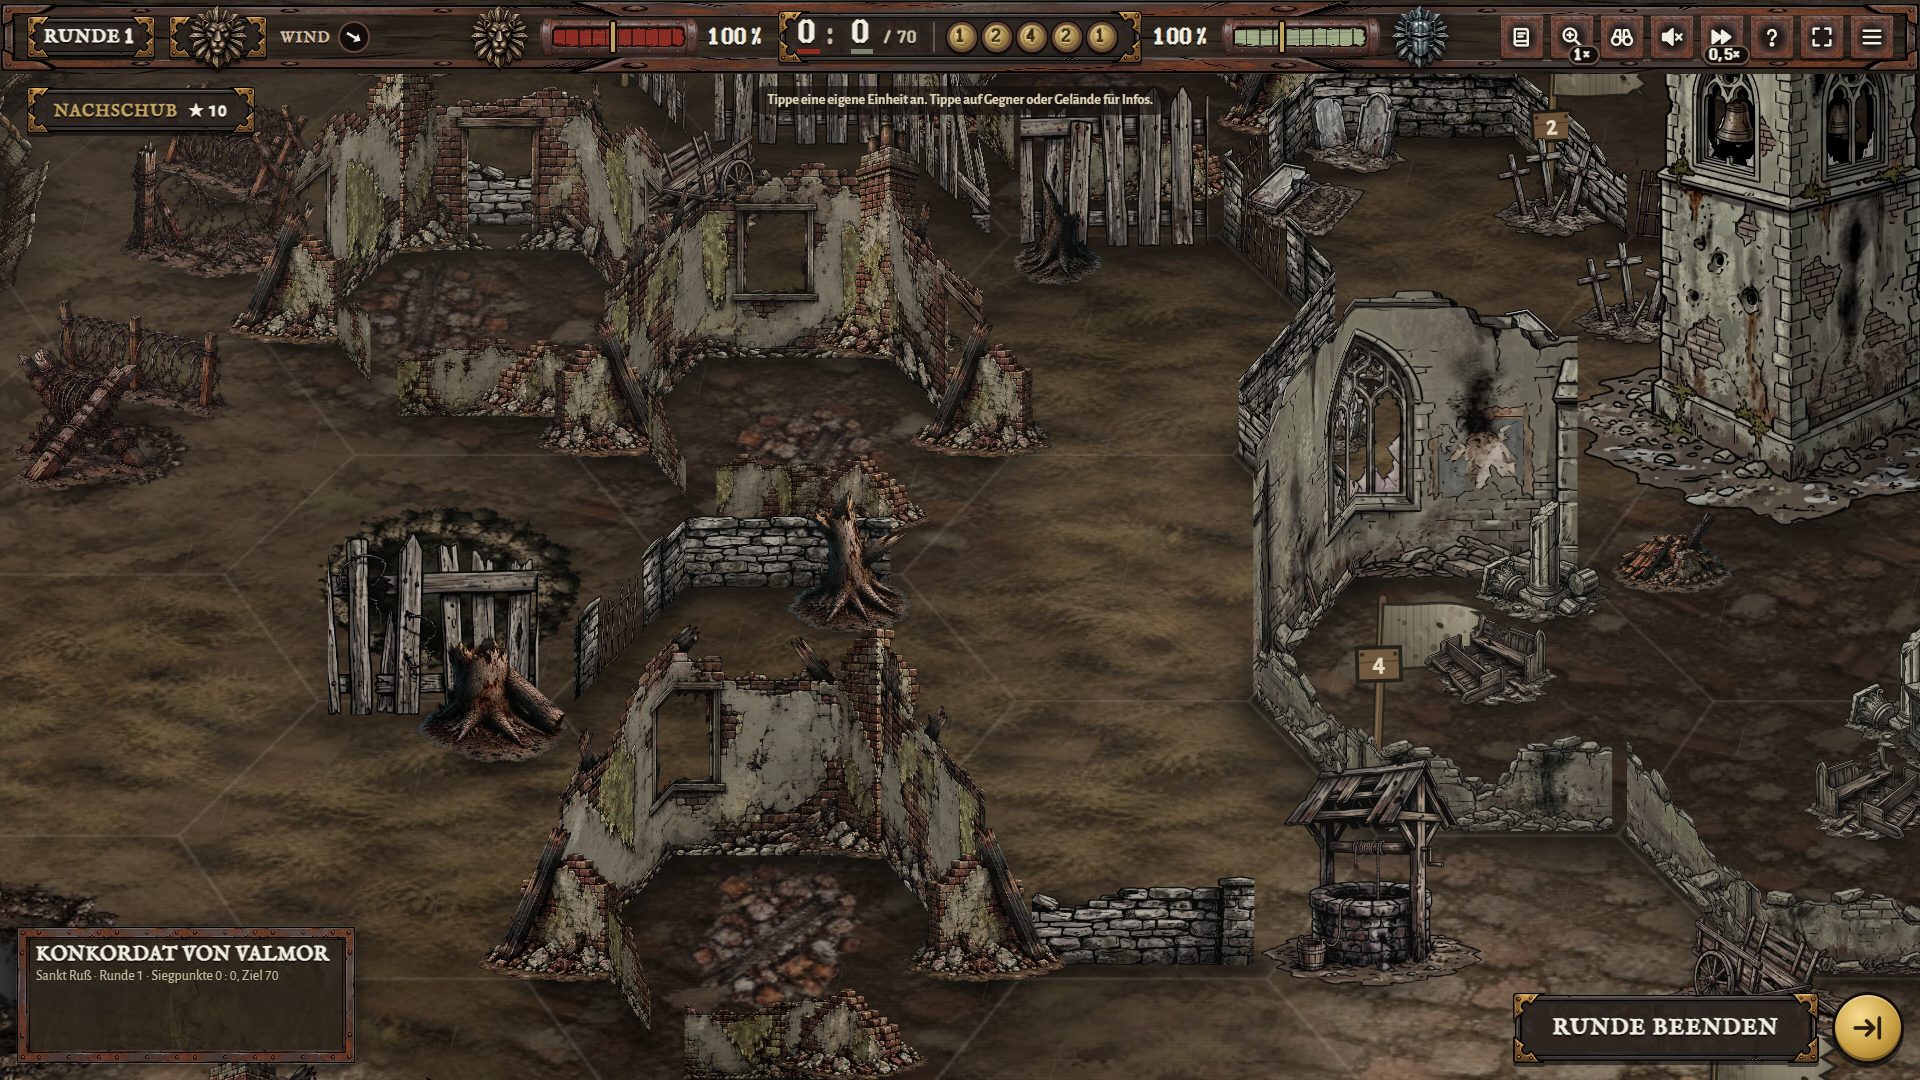 RUNDE 1
WIND
100 %
0 : 0 / 70
1 2 4 2 1
100 %
1×
0,5×
?
NACHSCHUB ★ 10
Tippe eine eigene Einheit an. Tippe auf Gegner oder Gelände für Infos.
2
4
KONKORDAT VON VALMOR
Sankt Ruß · Runde 1 · Siegpunkte 0 : 0, Ziel 70
RUNDE BEENDEN